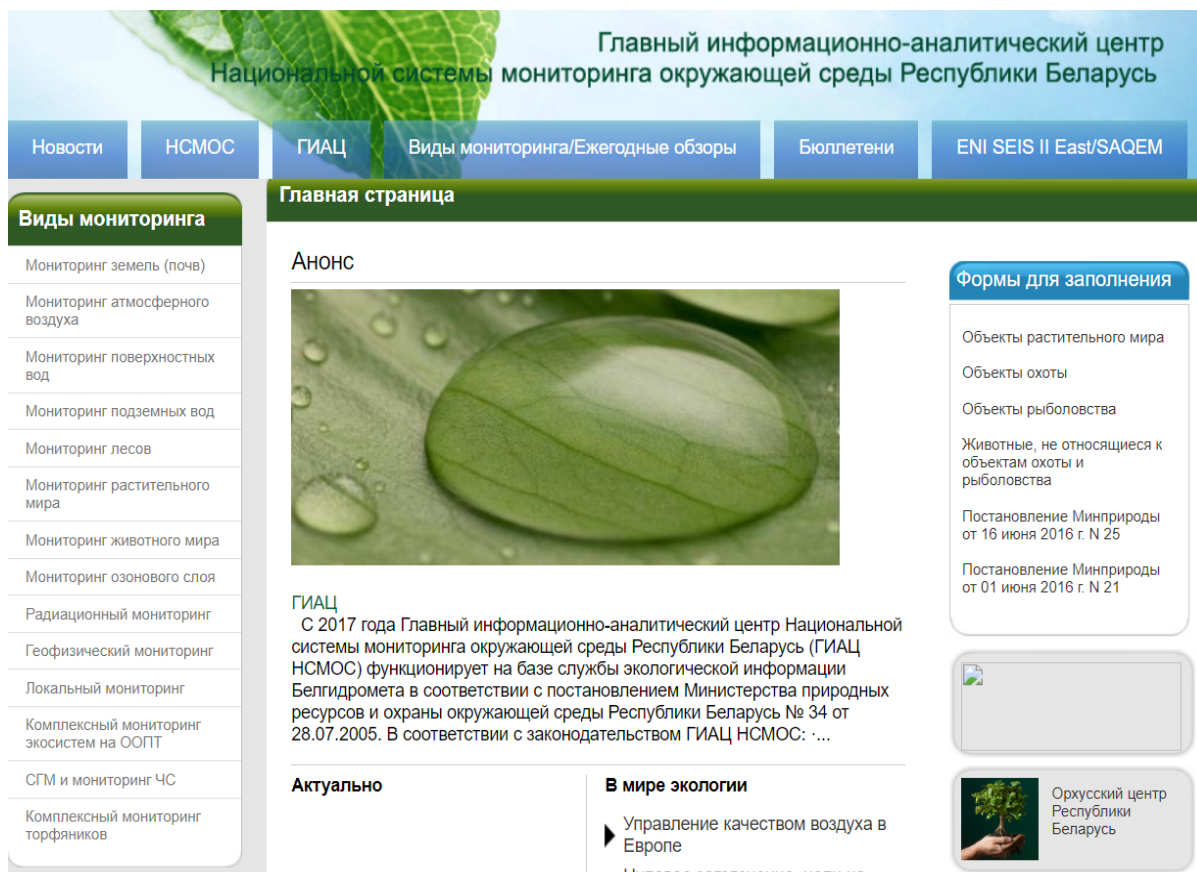 Главный информационно-аналитический центр
Национальной системы мониторинга окружающей среды Республики Беларусь
Новости
НСМОС
ГИАЦ
Виды мониторинга/Ежегодные обзоры
Бюллетени
ENI SEIS II East/SAQEM
Виды мониторинга
Мониторинг земель (почв)
Мониторинг атмосферного
воздуха
Мониторинг поверхностных
вод
Мониторинг подземных вод
Мониторинг лесов
Мониторинг растительного
мира
Мониторинг животного мира
Мониторинг озонового слоя
Радиационный мониторинг
Геофизический мониторинг
Локальный мониторинг
Комплексный мониторинг
экосистем на ООПТ
СГМ и мониторинг ЧС
Комплексный мониторинг
торфяников
Главная страница
Анонс
ГИАЦ
С 2017 года Главный информационно-аналитический центр Национальной
системы мониторинга окружающей среды Республики Беларусь (ГИАЦ
НСМОС) функционирует на базе службы экологической информации
Белгидромета в соответствии с постановлением Министерства природных
ресурсов и охраны окружающей среды Республики Беларусь № 34 от
28.07.2005. В соответствии с законодательством ГИАЦ НСМОС: ·...
Актуально
В мире экологии
Управление качеством воздуха в
Европе
Формы для заполнения
Объекты растительного мира
Объекты охоты
Объекты рыболовства
Животные, не относящиеся к
объектам охоты и
рыболовства
Постановление Минприроды
от 16 июня 2016 г. N 25
Постановление Минприроды
от 01 июня 2016 г. N 21
Орхусский центр
Республики
Беларусь